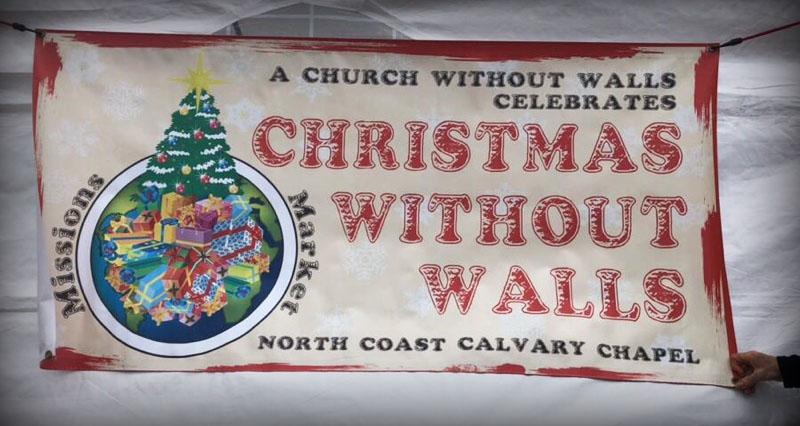 A CHURCH WITHOUT WALLS
CELEBRATES
CHRISTMAS
WITHOUT
WALLS
Missions Market
NORTH COAST CALVARY CHAPEL